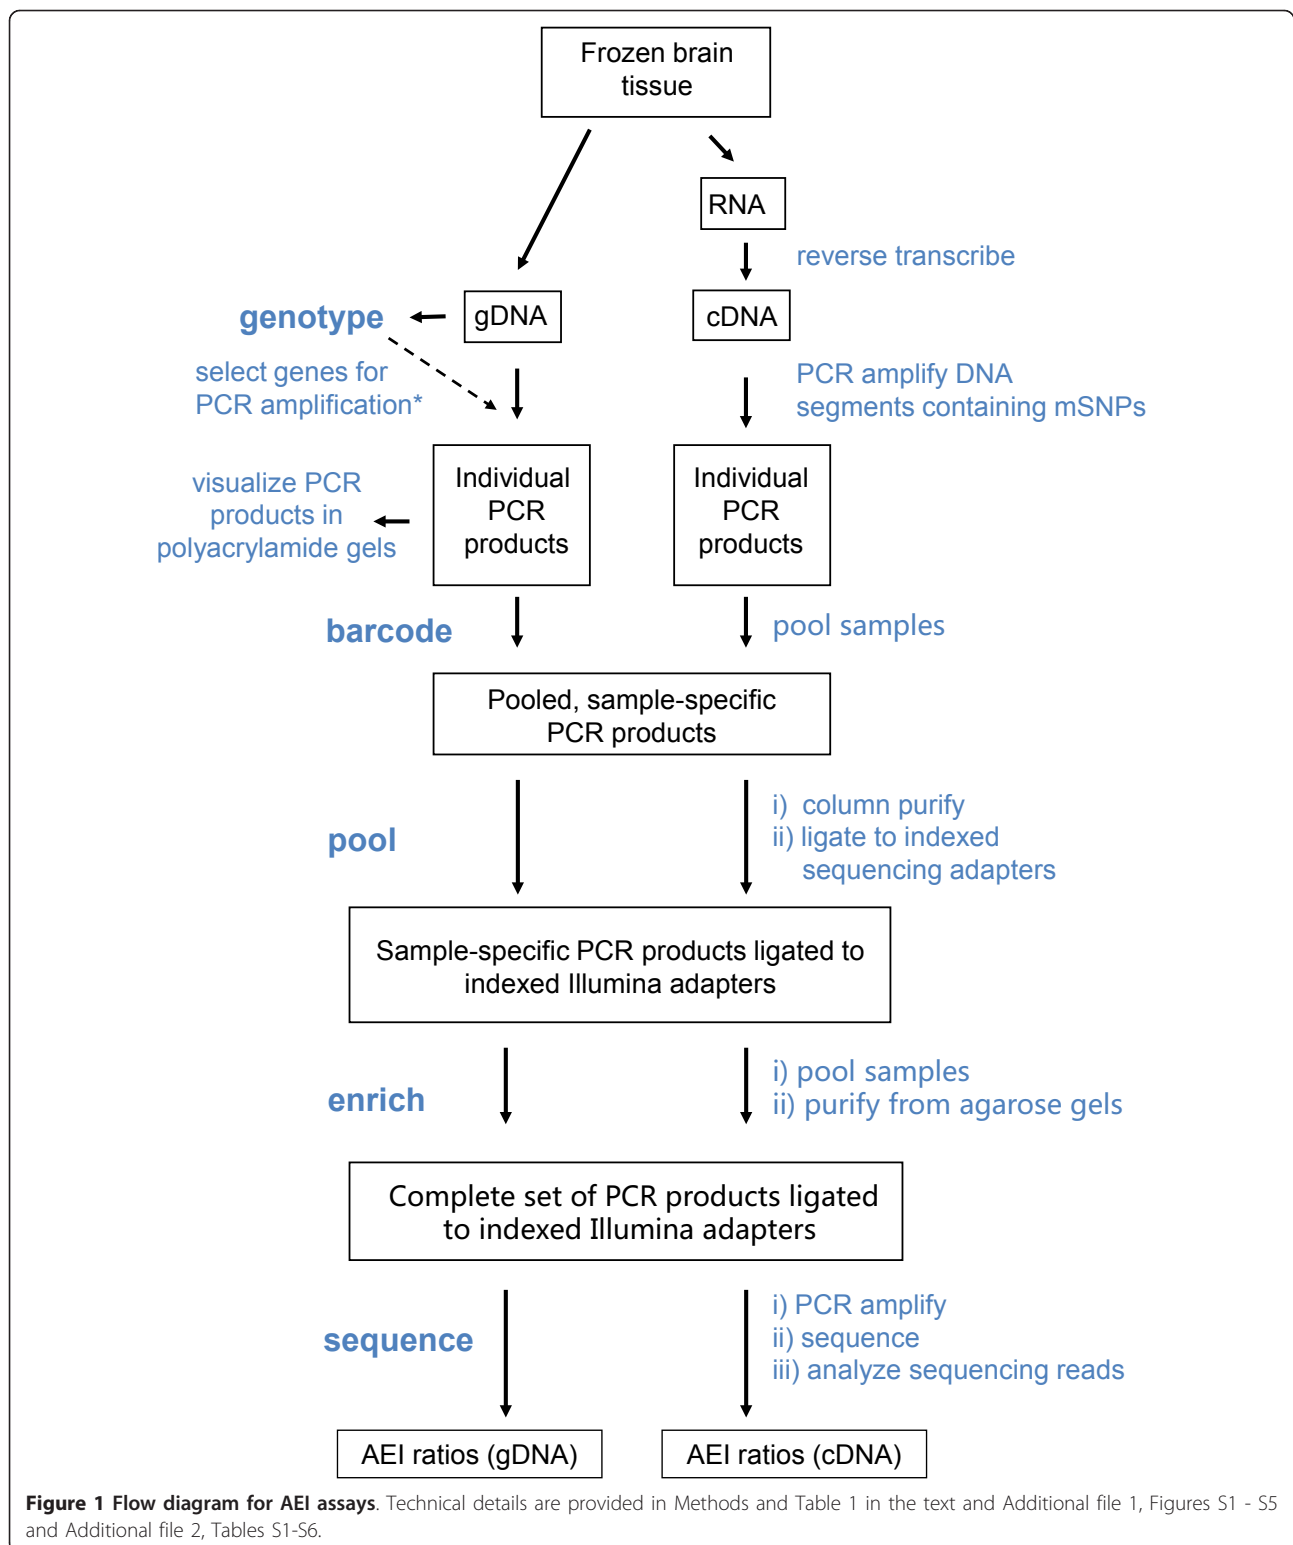 Frozen brain
tissue
RNA
reverse transcribe
genotype
gDNA
cDNA
select genes for
PCR amplification*
PCR amplify DNA
segments containing mSNPs
visualize PCR
products in
polyacrylamide gels
Individual
PCR
products
Individual
PCR
products
barcode
pool samples
Pooled, sample-specific
PCR products
pool
i) column purify
ii) ligate to indexed
sequencing adapters
Sample-specific PCR products ligated to
indexed Illumina adapters
enrich
i) pool samples
ii) purify from agarose gels
Complete set of PCR products ligated
to indexed Illumina adapters
sequence
i) PCR amplify
ii) sequence
iii) analyze sequencing reads
AEI ratios (gDNA)
AEI ratios (cDNA)
Figure 1 Flow diagram for AEI assays. Technical details are provided in Methods and Table 1 in the text and Additional file 1, Figures S1 - S5
and Additional file 2, Tables S1-S6.